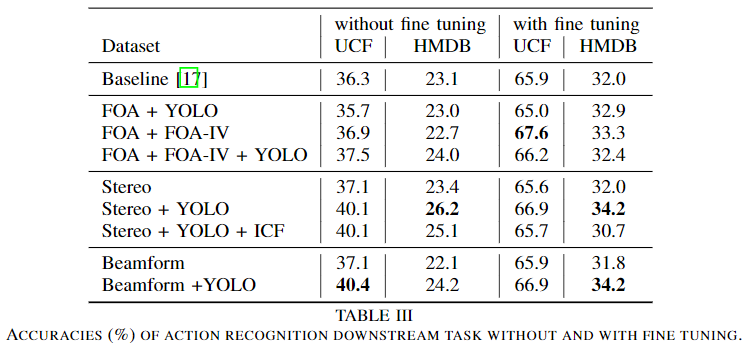 without fine tuning with fine tuning
Dataset UCF HMDB UCF HMDB
Baseline [17] 36.3 23.1 65.9 32.0
FOA + YOLO 35.7 23.0 65.0 32.9
FOA + FOA-IV 36.9 22.7 67.6 33.3
FOA + FOA-IV + YOLO 37.5 24.0 66.2 32.4
Stereo 37.1 23.4 65.6 32.0
Stereo + YOLO 40.1 26.2 66.9 34.2
Stereo + YOLO + ICF 40.1 25.1 65.7 30.7
Beamform 37.1 22.1 65.9 31.8
Beamform +YOLO 40.4 24.2 66.9 34.2
TABLE III
ACCURACIES (%) OF ACTION RECOGNITION DOWNSTREAM TASK WITHOUT AND WITH FINE TUNING.